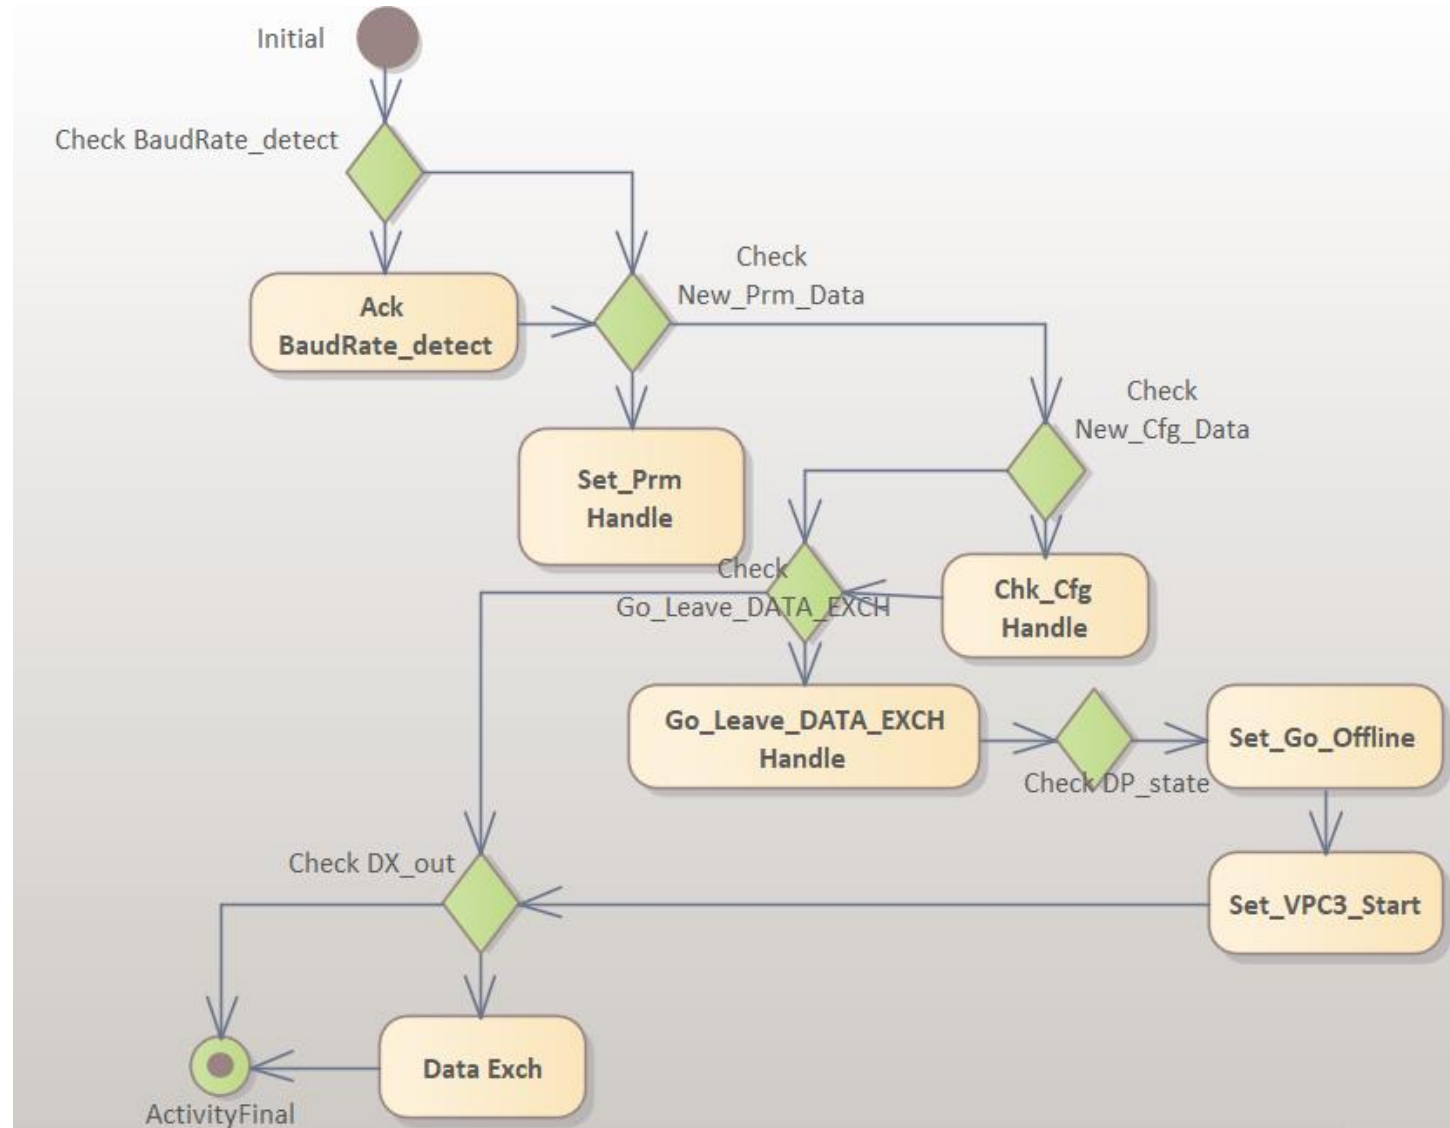 Initial
Check BaudRate_detect
Ack
BaudRate_detect
Check
New_Prm_Data
Check
New_Cfg_Data
Set_Prm
Handle
Check
Go_Leave_DATA_EXCH
Chk_Cfg
Handle
Go_Leave_DATA_EXCH
Handle
Check DP_state
Set_Go_Offline
Check DX_out
Set_VPC3_Start
Data Exch
ActivityFinal